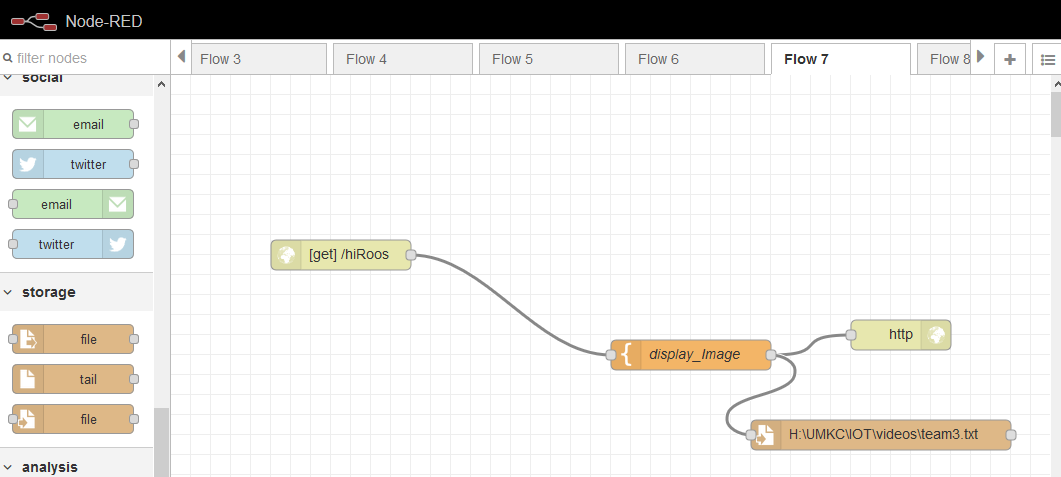 Node-RED
filter nodes
Flow 3
Flow 4
Flow 5
Flow 6
Flow 7
Flow 8
social
email
twitter
email
twitter
storage
file
tail
file
analysis
[get] /hiRoos
display_Image
http
H:\UMKC\IOT\videos\team3.txt